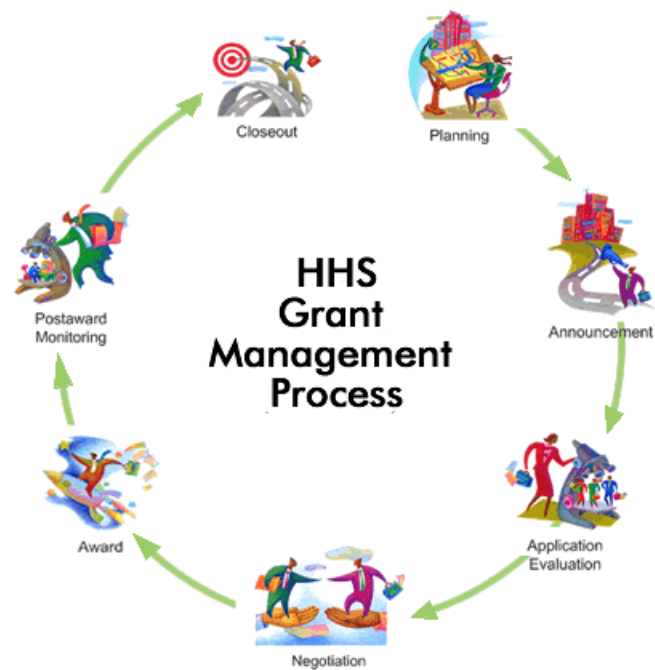 HHS
Grant
Management
Process
Planning
Announcement
Application
Evaluation
Negotiation
Award
Postaward
Monitoring
Closeout